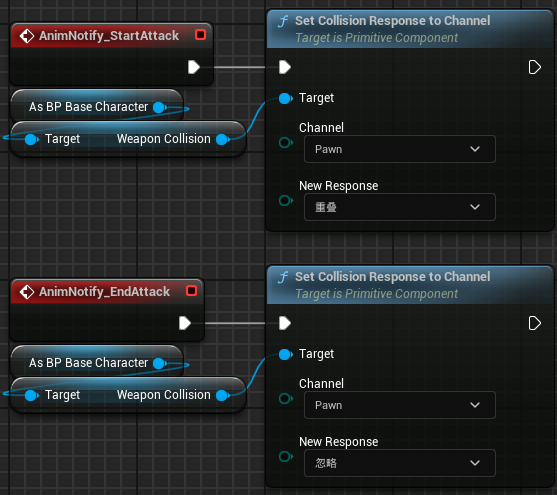 AnimNotify_StartAttack
Set Collision Response to Channel
Target is Primitive Component
As BP Base Character
Target
Weapon Collision
Target
Channel
Pawn
New Response
重叠
AnimNotify_EndAttack
Set Collision Response to Channel
Target is Primitive Component
As BP Base Character
Target
Weapon Collision
Target
Channel
Pawn
New Response
忽略